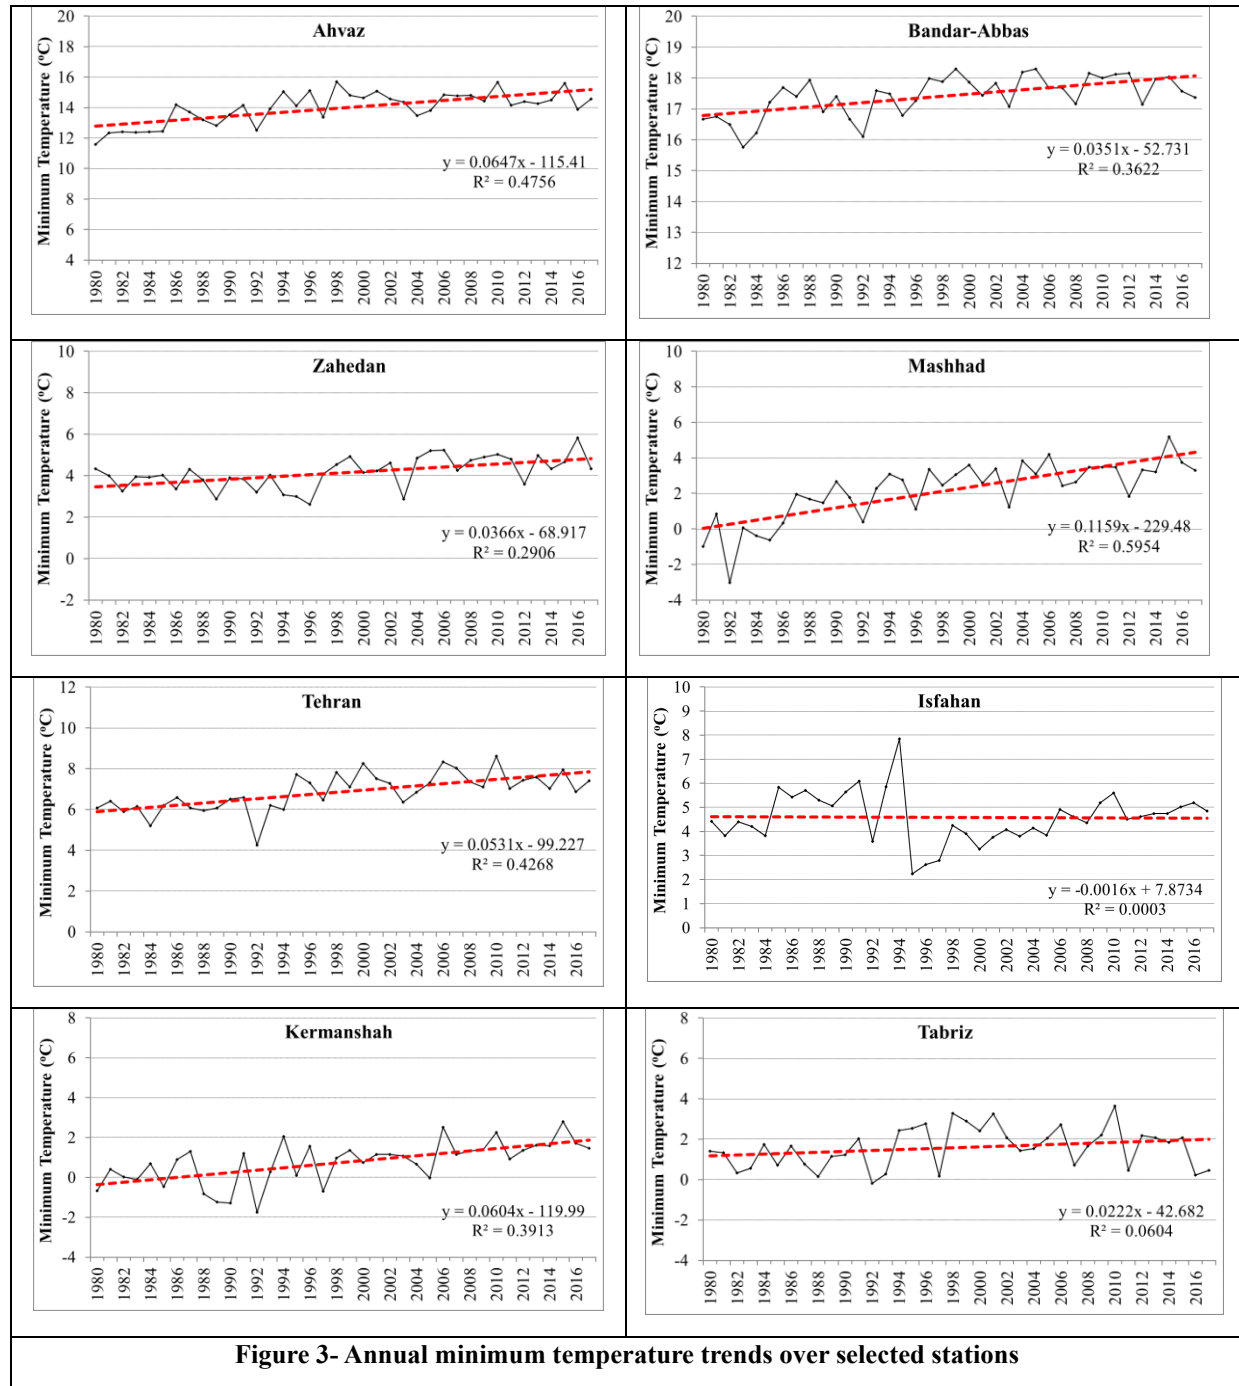 Ahvaz
Minimum Temperature (ºC)
20
18
16
14
12
10
8
6
4
y = 0.0647x - 115.41
R² = 0.4756
1980 1982 1984 1986 1988 1990 1992 1994 1996 1998 2000 2002 2004 2006 2008 2010 2012 2014 2016
Bandar-Abbas
Minimum Temperature (ºC)
20
19
18
17
16
15
14
13
12
y = 0.0351x - 52.731
R² = 0.3622
1980 1982 1984 1986 1988 1990 1992 1994 1996 1998 2000 2002 2004 2006 2008 2010 2012 2014 2016
Zahedan
Minimum Temperature (ºC)
10
8
6
4
2
0
-2
y = 0.0366x - 68.917
R² = 0.2906
1980 1982 1984 1986 1988 1990 1992 1994 1996 1998 2000 2002 2004 2006 2008 2010 2012 2014 2016
Mashhad
Minimum Temperature (ºC)
10
8
6
4
2
0
-2
-4
y = 0.1159x - 229.48
R² = 0.5954
1980 1982 1984 1986 1988 1990 1992 1994 1996 1998 2000 2002 2004 2006 2008 2010 2012 2014 2016
Tehran
Minimum Temperature (ºC)
12
10
8
6
4
2
0
y = 0.0531x - 99.227
R² = 0.4268
1980 1982 1984 1986 1988 1990 1992 1994 1996 1998 2000 2002 2004 2006 2008 2010 2012 2014 2016
Isfahan
Minimum Temperature (ºC)
10
9
8
7
6
5
4
3
2
1
0
y = -0.0016x + 7.8734
R² = 0.0003
1980 1982 1984 1986 1988 1990 1992 1994 1996 1998 2000 2002 2004 2006 2008 2010 2012 2014 2016
Kermanshah
Minimum Temperature (ºC)
8
6
4
2
0
-2
-4
y = 0.0604x - 119.99
R² = 0.3913
1980 1982 1984 1986 1988 1990 1992 1994 1996 1998 2000 2002 2004 2006 2008 2010 2012 2014 2016
Tabriz
Minimum Temperature (ºC)
8
6
4
2
0
-2
-4
y = 0.0222x - 42.682
R² = 0.0604
1980 1982 1984 1986 1988 1990 1992 1994 1996 1998 2000 2002 2004 2006 2008 2010 2012 2014 2016
Figure 3- Annual minimum temperature trends over selected stations